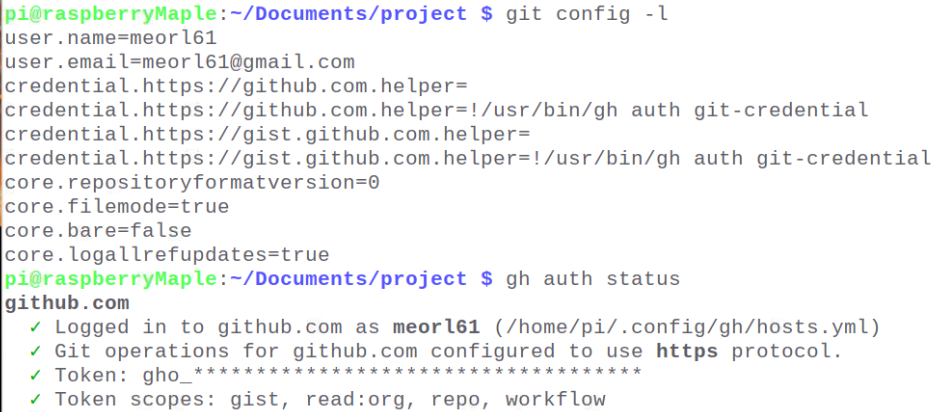 pi@raspberryMaple:~/Documents/project $ git config -l
user.name=meorl61
user.email=meorl61@gmail.com
credential.https://github.com.helper=
credential.https://github.com.helper=!/usr/bin/gh auth git-credential
credential.https://gist.github.com.helper=
credential.https://gist.github.com.helper=!/usr/bin/gh auth git-credential
core.repositoryformatversion=0
core.filemode=true
core.bare=false
core.logallrefupdates=true
pi@raspberryMaple:~/Documents/project $ gh auth status
github.com
✓ Logged in to github.com as meorl61 (/home/pi/.config/gh/hosts.yml)
✓ Git operations for github.com configured to use https protocol.
✓ Token: gho_************************************
✓ Token scopes: gist, read:org, repo, workflow